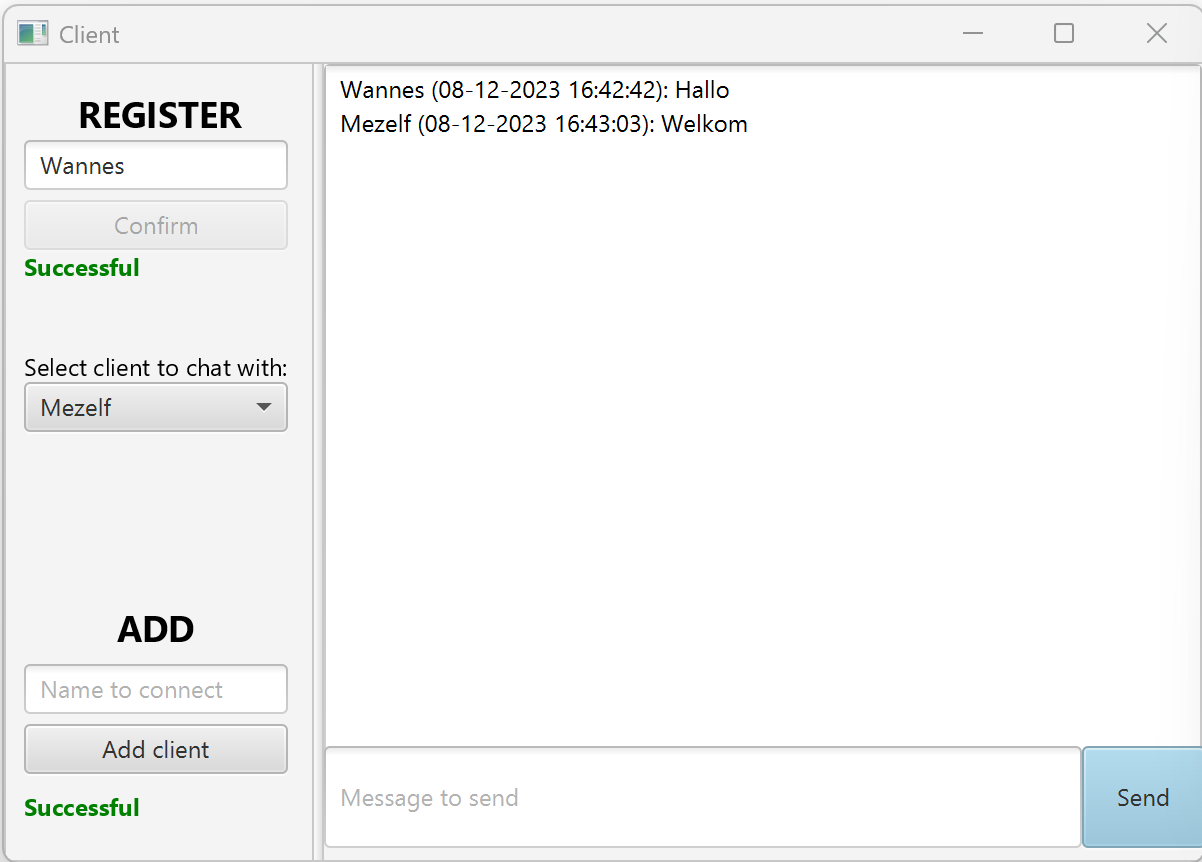 Client
REGISTER
Wannes
Confirm
Successful
Select client to chat with:
Mezelf
ADD
Name to connect
Add client
Successful
Wannes (08-12-2023 16:42:42): Hallo
Mezelf (08-12-2023 16:43:03): Welkom
Message to send
Send